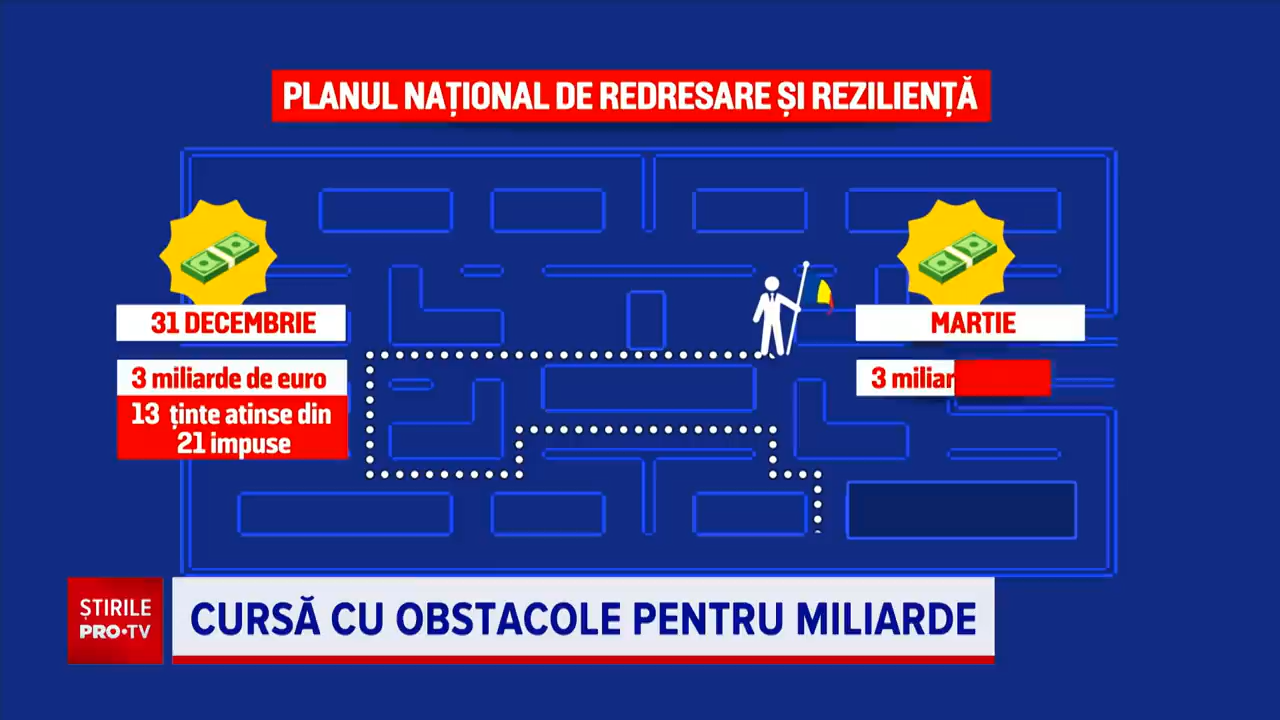 PLANUL NAȚIONAL DE REDRESARE ȘI REZILIENȚĂ
31 DECEMBRIE
3 miliarde de euro
13 ținte atinse din
21 impuse
MARTIE
3 miliar
ȘTIRILE
PRO•TV
CURSĂ CU OBSTACOLE PENTRU MILIARDE